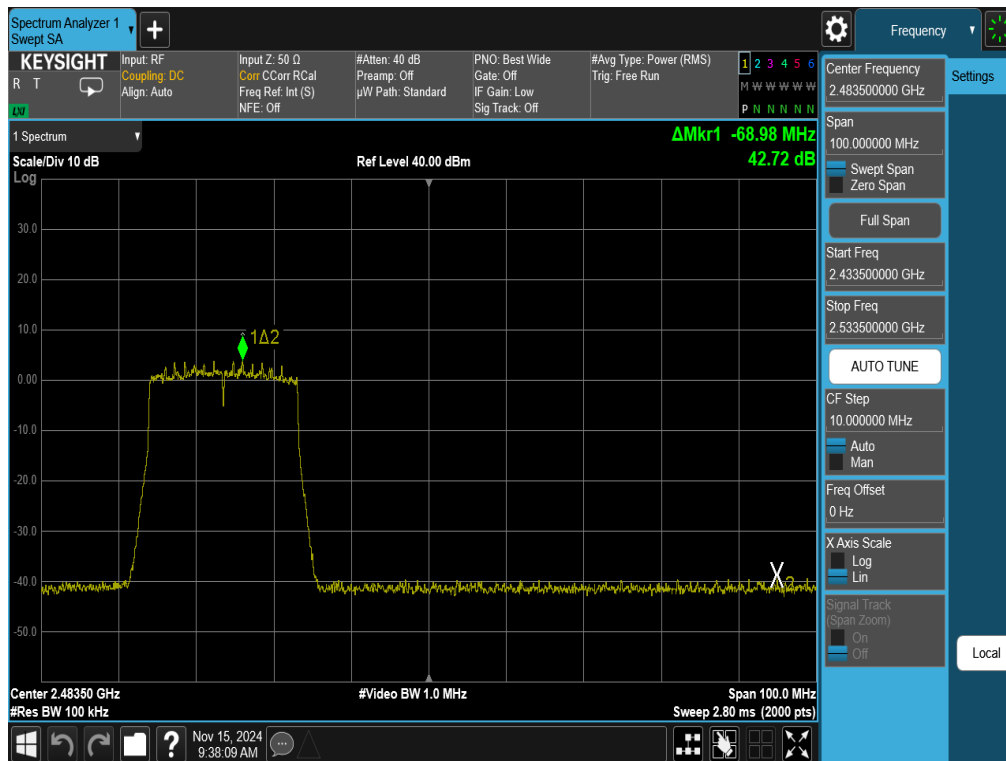 Spectrum Analyzer 1
Swept SA
Frequency
KEYSIGHT
R T
LXI
Input: RF
Coupling: DC
Align: Auto
Input Z: 50 Ω
Corr CCorr RCal
Freq Ref: Int (S)
NFE: Off
#Atten: 40 dB
Preamp: Off
µW Path: Standard
PNO: Best Wide
Gate: Off
IF Gain: Low
Sig Track: Off
#Avg Type: Power (RMS)
Trig: Free Run
1 2 3 4 5 6
M W W W W W
P N N N N N
1 Spectrum
ΔMkr1 -68.98 MHz
42.72 dB
Scale/Div 10 dB
Ref Level 40.00 dBm
Log
30.0
20.0
10.0
0.00
-10.0
-20.0
-30.0
-40.0
-50.0
1Δ2
X2
Center 2.48350 GHz
#Video BW 1.0 MHz
Span 100.0 MHz
#Res BW 100 kHz
Sweep 2.80 ms (2000 pts)
Nov 15, 2024
9:38:09 AM
Center Frequency
2.483500000 GHz
Settings
Span
100.000000 MHz
Swept Span
Zero Span
Full Span
Start Freq
2.433500000 GHz
Stop Freq
2.533500000 GHz
AUTO TUNE
CF Step
10.000000 MHz
Auto
Man
Freq Offset
0 Hz
X Axis Scale
Log
Lin
Signal Track
(Span Zoom)
On
Off
Local